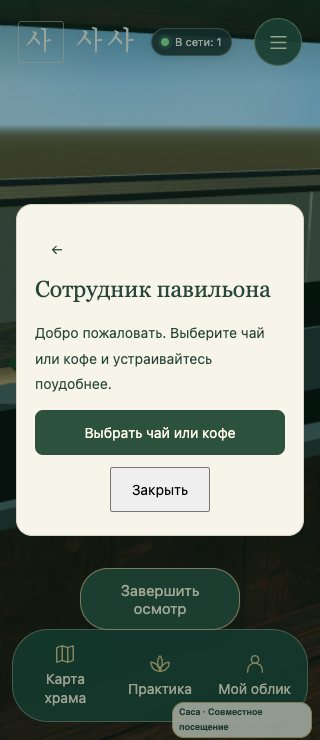 사 사사
В сети: 1
←
Сотрудник павильона
Добро пожаловать. Выберите чай
или кофе и устраивайтесь
поудобнее.
Выбрать чай или кофе
Закрыть
Завершить
осмотр
Карта
храма
Практика
Мой облик
Саса · Совместное
посещение